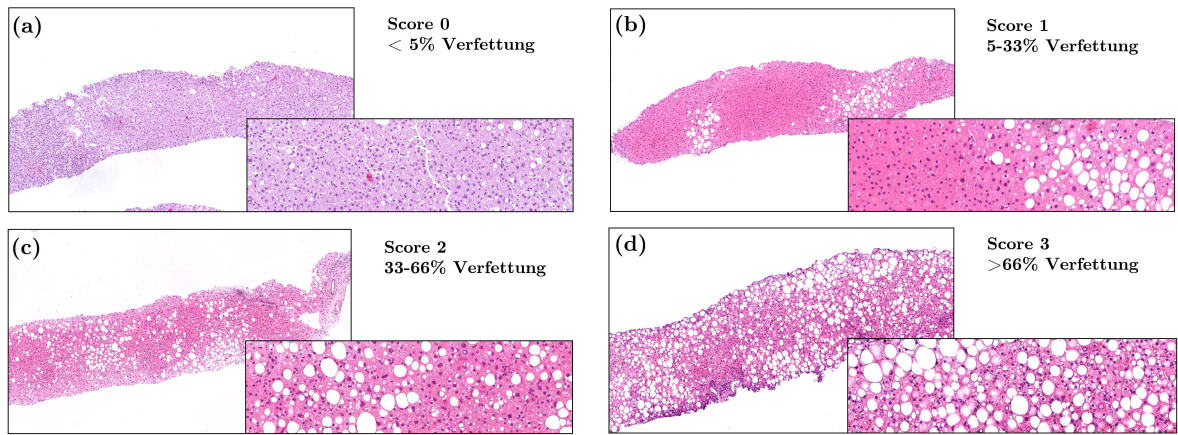 (a)
Score 0
< 5% Verfettung
(b)
Score 1
5-33% Verfettung
(c)
Score 2
33-66% Verfettung
(d)
Score 3
>66% Verfettung